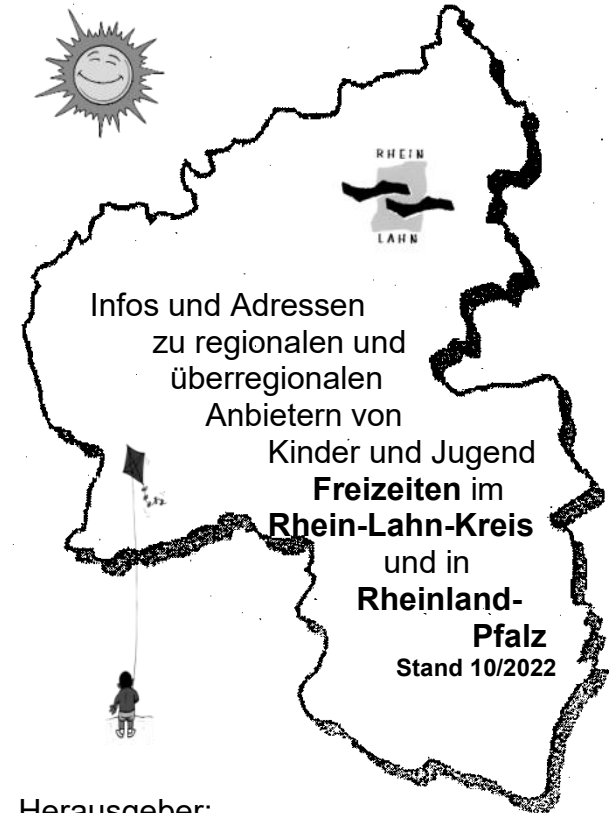 RHEIN
LAHN
Infos und Adressen
zu regionalen und
überregionalen
Anbietern von
Kinder und Jugend
Freizeiten im
Rhein-Lahn-Kreis
und in
Rheinland-
Pfalz
Stand 10/2022
Herausgeber: